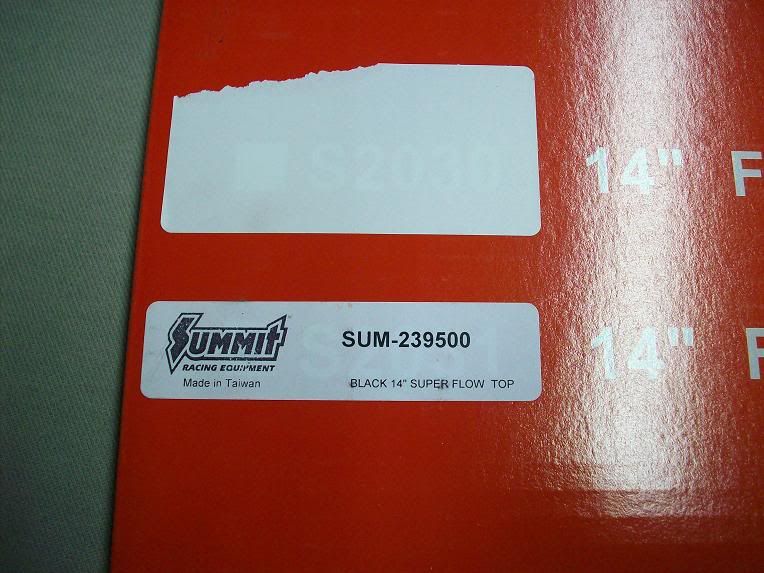 S2030
14" F
SUMMIT
RACING EQUIPMENT
Made in Taiwan
SUM-239500
BLACK 14" SUPER FLOW TOP
14" F